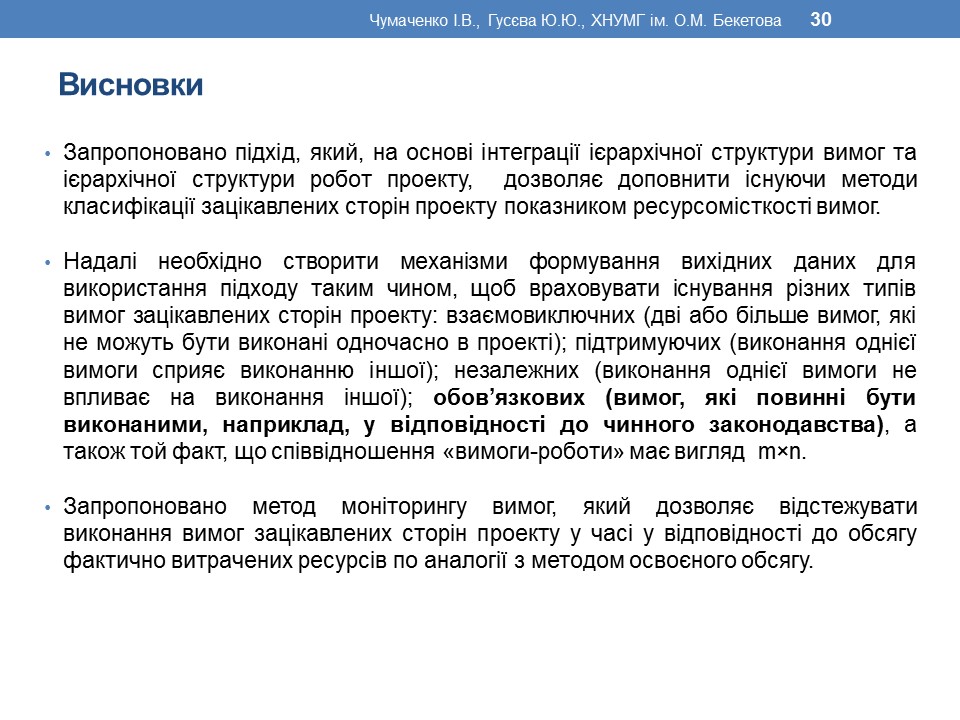 Чумаченко І.В., Гусєва Ю.Ю., ХНУМГ ім. О.М. Бекетова 30
Висновки
• Запропоновано підхід, який, на основі інтеграції ієрархічної структури вимог та
ієрархічної структури робот проекту, дозволяє доповнити існуючи методи
класифікації зацікавлених сторін проекту показником ресурсомісткості вимог.
• Надалі необхідно створити механізми формування вихідних даних для
використання підходу таким чином, щоб враховувати існування різних типів
вимог зацікавлених сторін проекту: взаємовиключних (дві або більше вимог, які
не можуть бути виконані одночасно в проекті); підтримуючих (виконання однієї
вимоги сприяє виконанню іншої); незалежних (виконання однієї вимоги не
впливає на виконання іншої); обов’язкових (вимог, які повинні бути
виконаними, наприклад, у відповідності до чинного законодавства), а
також той факт, що співвідношення «вимоги-роботи» має вигляд m×n.
• Запропоновано метод моніторингу вимог, який дозволяє відстежувати
виконання вимог зацікавлених сторін проекту у часі у відповідності до обсягу
фактично витрачених ресурсів по аналогії з методом освоєного обсягу.